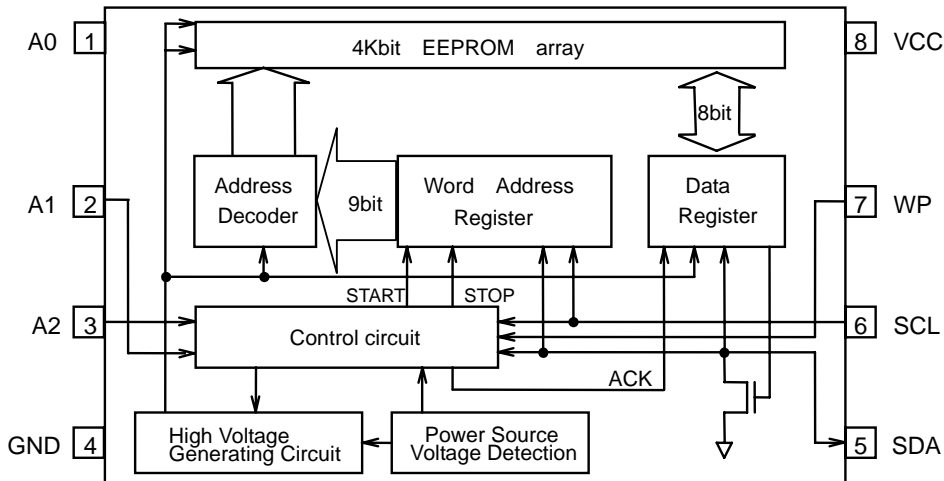 A0 1
4Kbit EEPROM array
8 VCC
8bit
A1 2
Address
Decoder
9bit
Word Address
Register
Data
Register
7 WP
START
STOP
A2 3
Control circuit
6 SCL
ACK
GND 4
High Voltage
Generating Circuit
Power Source
Voltage Detection
5 SDA